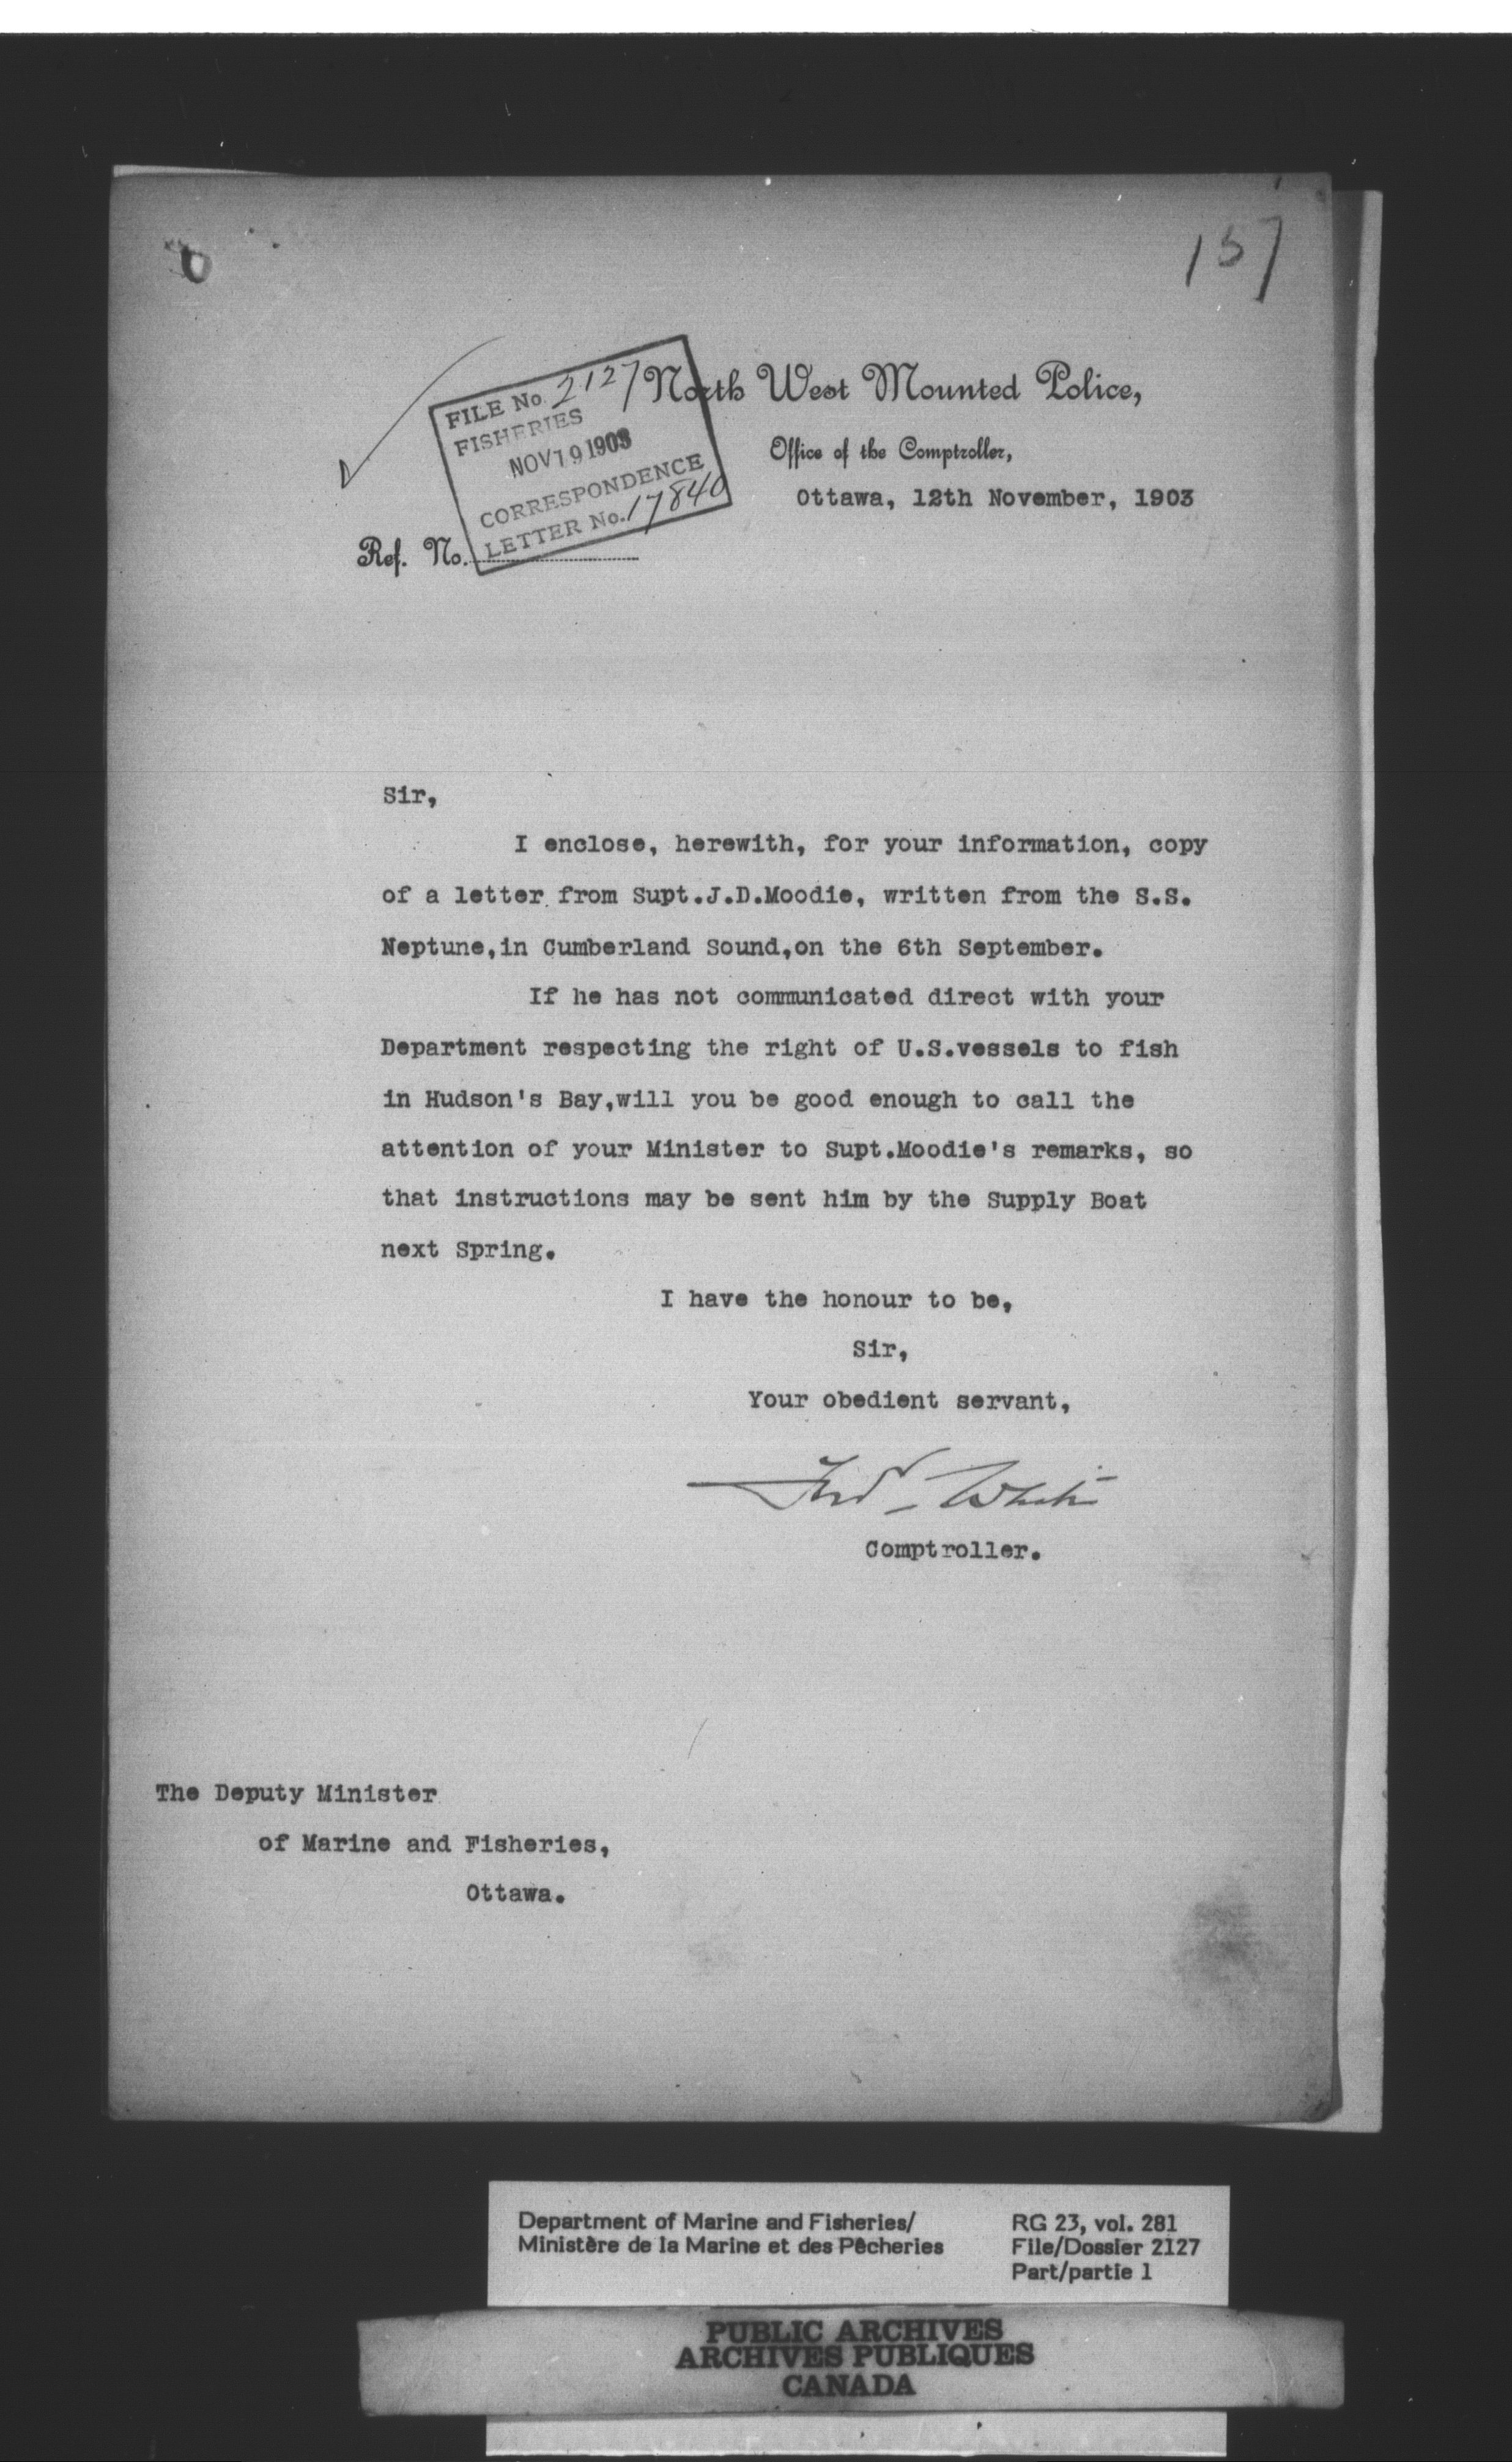 157
FILE No. 2127
FISHERIES
NOV 19 1903
CORRESPONDENCE
LETTER No. 17840
North West Mounted Police,
Office of the Comptroller,
Ottawa, 12th November, 1903
Ref. No.
Sir,
I enclose, herewith, for your information, copy
of a letter from Supt.J.D.Moodie, written from the S.S.
Neptune,in Cumberland Sound,on the 6th September.
If he has not communicated direct with your
Department respecting the right of U.S.vessels to fish
in Hudson's Bay,will you be good enough to call the
attention of your Minister to Supt.Moodie's remarks, so
that instructions may be sent him by the Supply Boat
next Spring.
I have the honour to be,
Sir,
Your obedient servant,
Fred White
Comptroller.
The Deputy Minister
of Marine and Fisheries,
Ottawa.
Department of Marine and Fisheries/
Ministère de la Marine et des Pêcheries
RG 23, vol. 281
File/Dossier 2127
Part/partie 1
PUBLIC ARCHIVES
ARCHIVES PUBLIQUES
CANADA